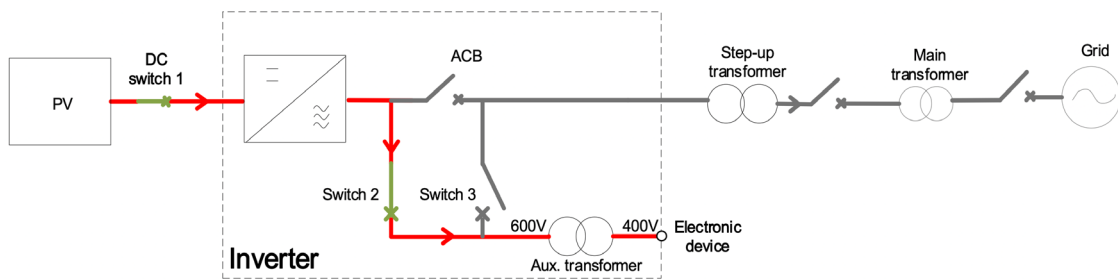 PV
DC
switch 1
ACB
Step-up
transformer
Main
transformer
Grid
Switch 2
Switch 3
600V
400V
Electronic
device
Aux. transformer
Inverter